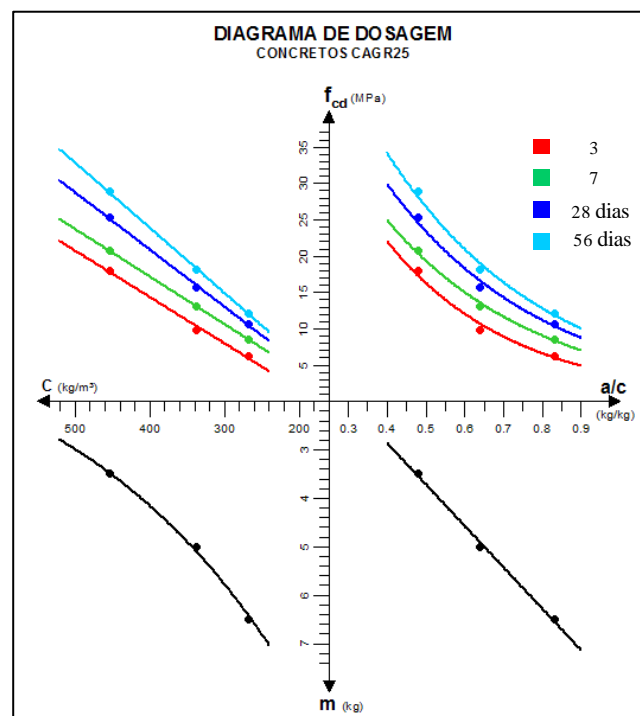 DIAGRAMA DE DOSAGEM
CONCRETOS CAGR25
f_cd (MPa)
35
30
25
20
15
10
5
3
7
28 dias
56 dias
C (kg/m³)
a/c
(kg/kg)
500 400 300 200 0.3 0.4 0.5 0.6 0.7 0.8 0.9
3
4
5
6
7
m (kg)